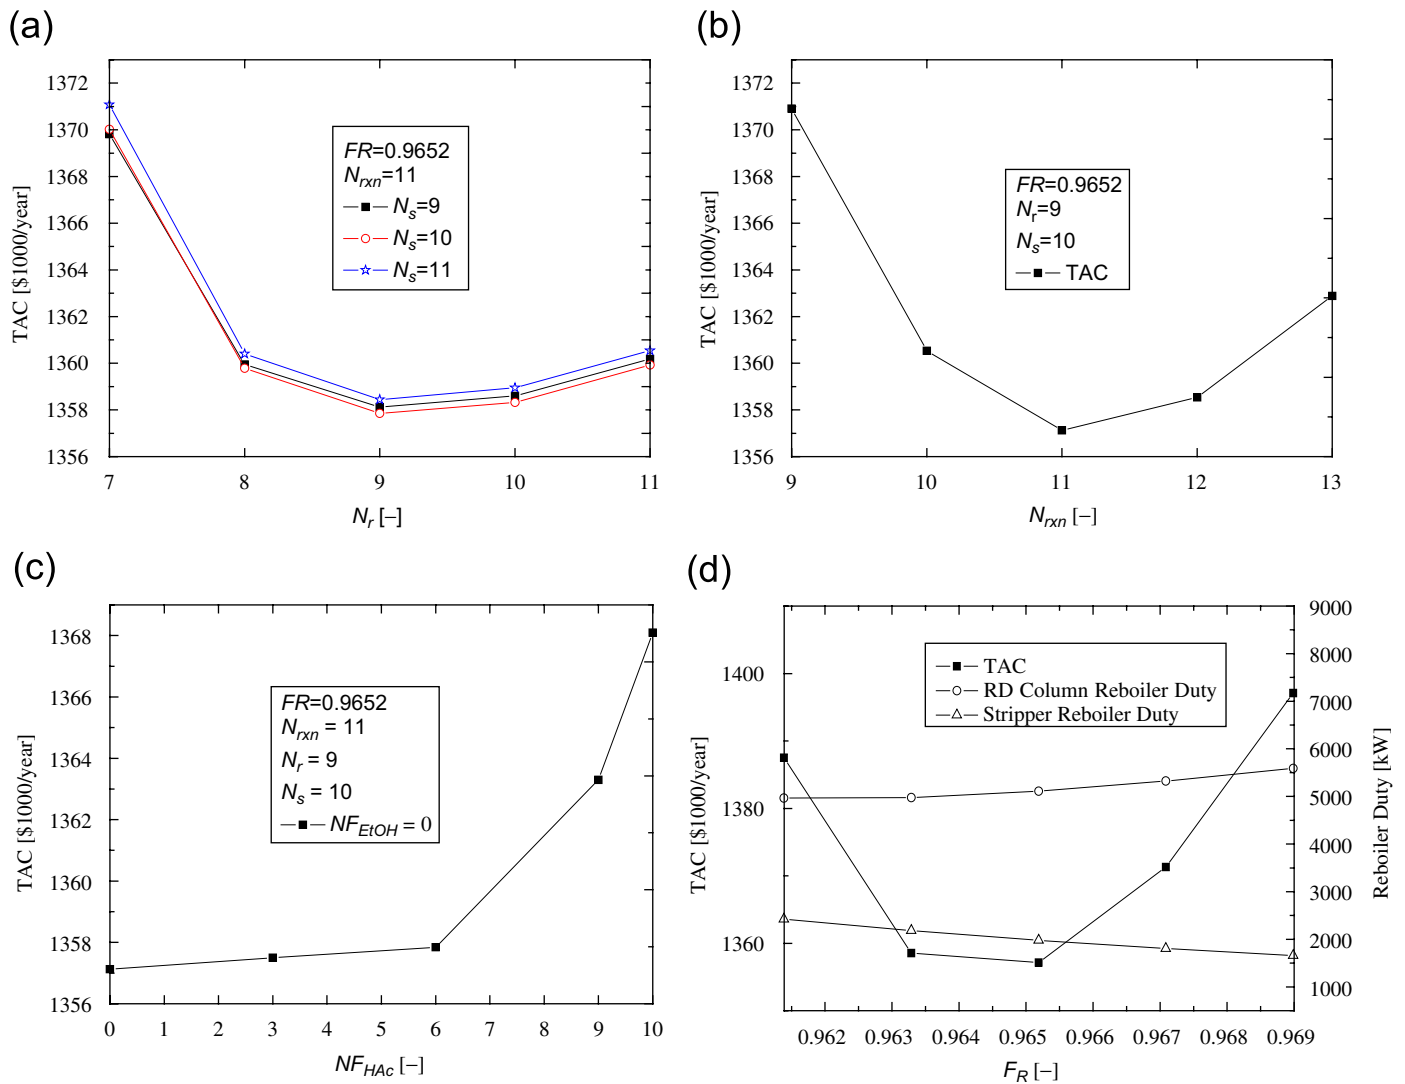 (a)
1372
1370
1368
1366
1364
1362
1360
1358
1356
TAC [$1000/year]
FR=0.9652
Nrxn=11
Ns=9
Ns=10
Ns=11
7 8 9 10 11
Nr [–]
(b)
1372
1370
1368
1366
1364
1362
1360
1358
1356
TAC [$1000/year]
FR=0.9652
Nr=9
Ns=10
TAC
9 10 11 12 13
Nrxn [–]
(c)
1368
1366
1364
1362
1360
1358
1356
TAC [$1000/year]
FR=0.9652
Nrxn = 11
Nr = 9
Ns = 10
NFEtOH = 0
0 1 2 3 4 5 6 7 8 9 10
NFHAc [–]
(d)
1400
1380
1360
TAC [$1000/year]
TAC
RD Column Reboiler Duty
Stripper Reboiler Duty
9000
8000
7000
6000
5000
4000
3000
2000
1000
Reboiler Duty [kW]
0.962 0.963 0.964 0.965 0.966 0.967 0.968 0.969
FR [–]